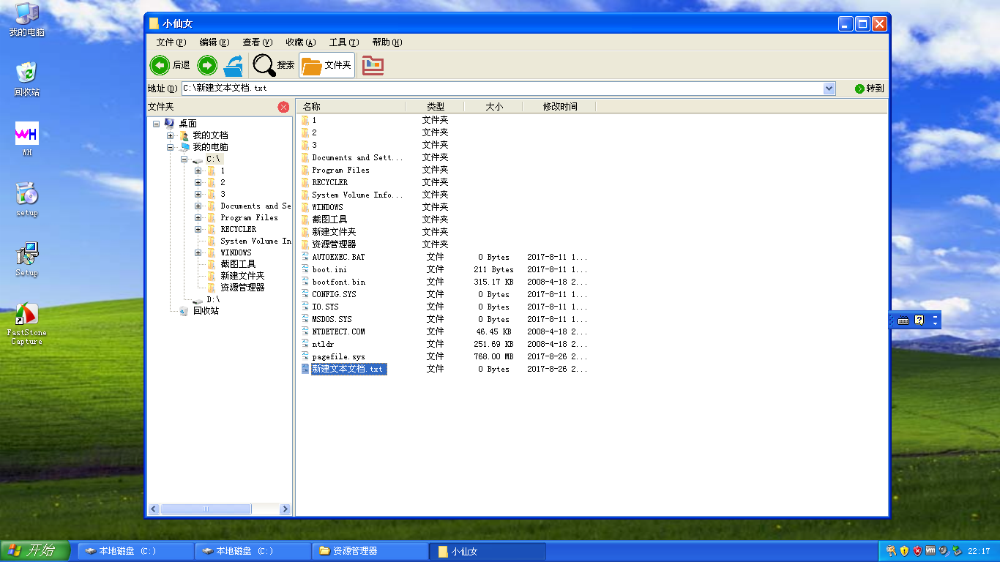 我的电脑
回收站
WH
WH
setup
Setup
FastStone
Capture
小仙女
文件(F) 编辑(E) 查看(V) 收藏(A) 工具(T) 帮助(H)
后退 搜索 文件夹
地址(D) C:\新建文本文档.txt 转到
文件夹
桌面
我的文档
我的电脑
C:\
1
2
3
Documents and Se
Program Files
RECYCLER
System Volume In
WINDOWS
截图工具
新建文件夹
资源管理器
D:\
回收站
名称 类型 大小 修改时间
1 文件夹
2 文件夹
3 文件夹
Documents and Sett... 文件夹
Program Files 文件夹
RECYCLER 文件夹
System Volume Info... 文件夹
WINDOWS 文件夹
截图工具 文件夹
新建文件夹 文件夹
资源管理器 文件夹
AUTOEXEC.BAT 文件 0 Bytes 2017-8-11 1...
boot.ini 文件 211 Bytes 2017-8-11 1...
bootfont.bin 文件 315.17 KB 2008-4-18 2...
CONFIG.SYS 文件 0 Bytes 2017-8-11 1...
IO.SYS 文件 0 Bytes 2017-8-11 1...
MSDOS.SYS 文件 0 Bytes 2017-8-11 1...
NTDETECT.COM 文件 46.45 KB 2008-4-18 2...
ntldr 文件 251.69 KB 2008-4-18 2...
pagefile.sys 文件 768.00 MB 2017-8-26 2...
新建文本文档.txt 文件 0 Bytes 2017-8-26 2...
开始 本地磁盘 (C:) 本地磁盘 (C:) 资源管理器 小仙女 22:17